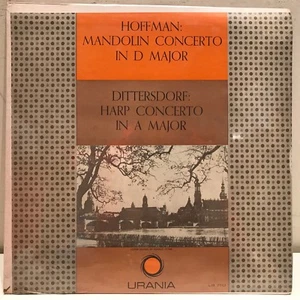 HOFFMAN:
MANDOLIN CONCERTO
IN D MAJOR
DITTERSDORF:
HARP CONCERTO
IN A MAJOR
URANIA